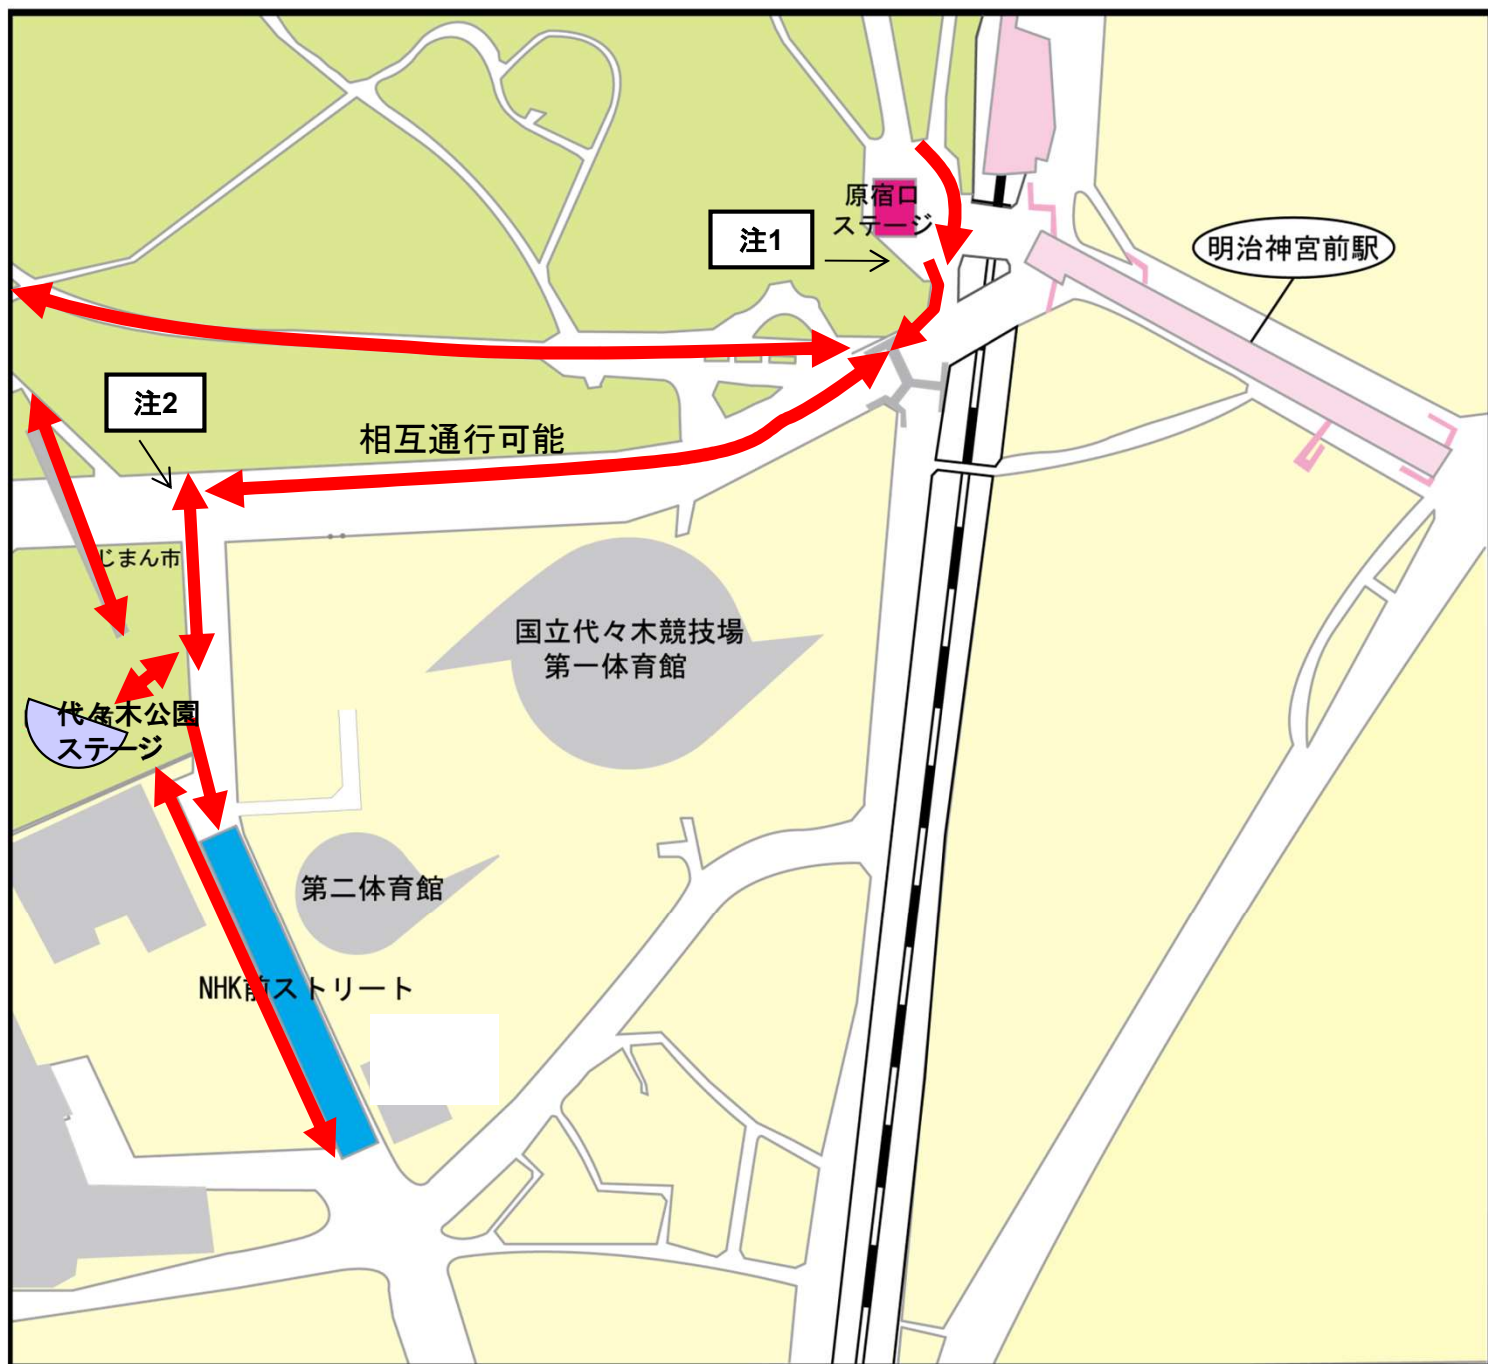 原宿口
ステージ
注1
明治神宮前駅
注2
相互通行可能
じまん市
国立代々木競技場
第一体育館
代々木公園
ステージ
第二体育館
NHK前ストリート